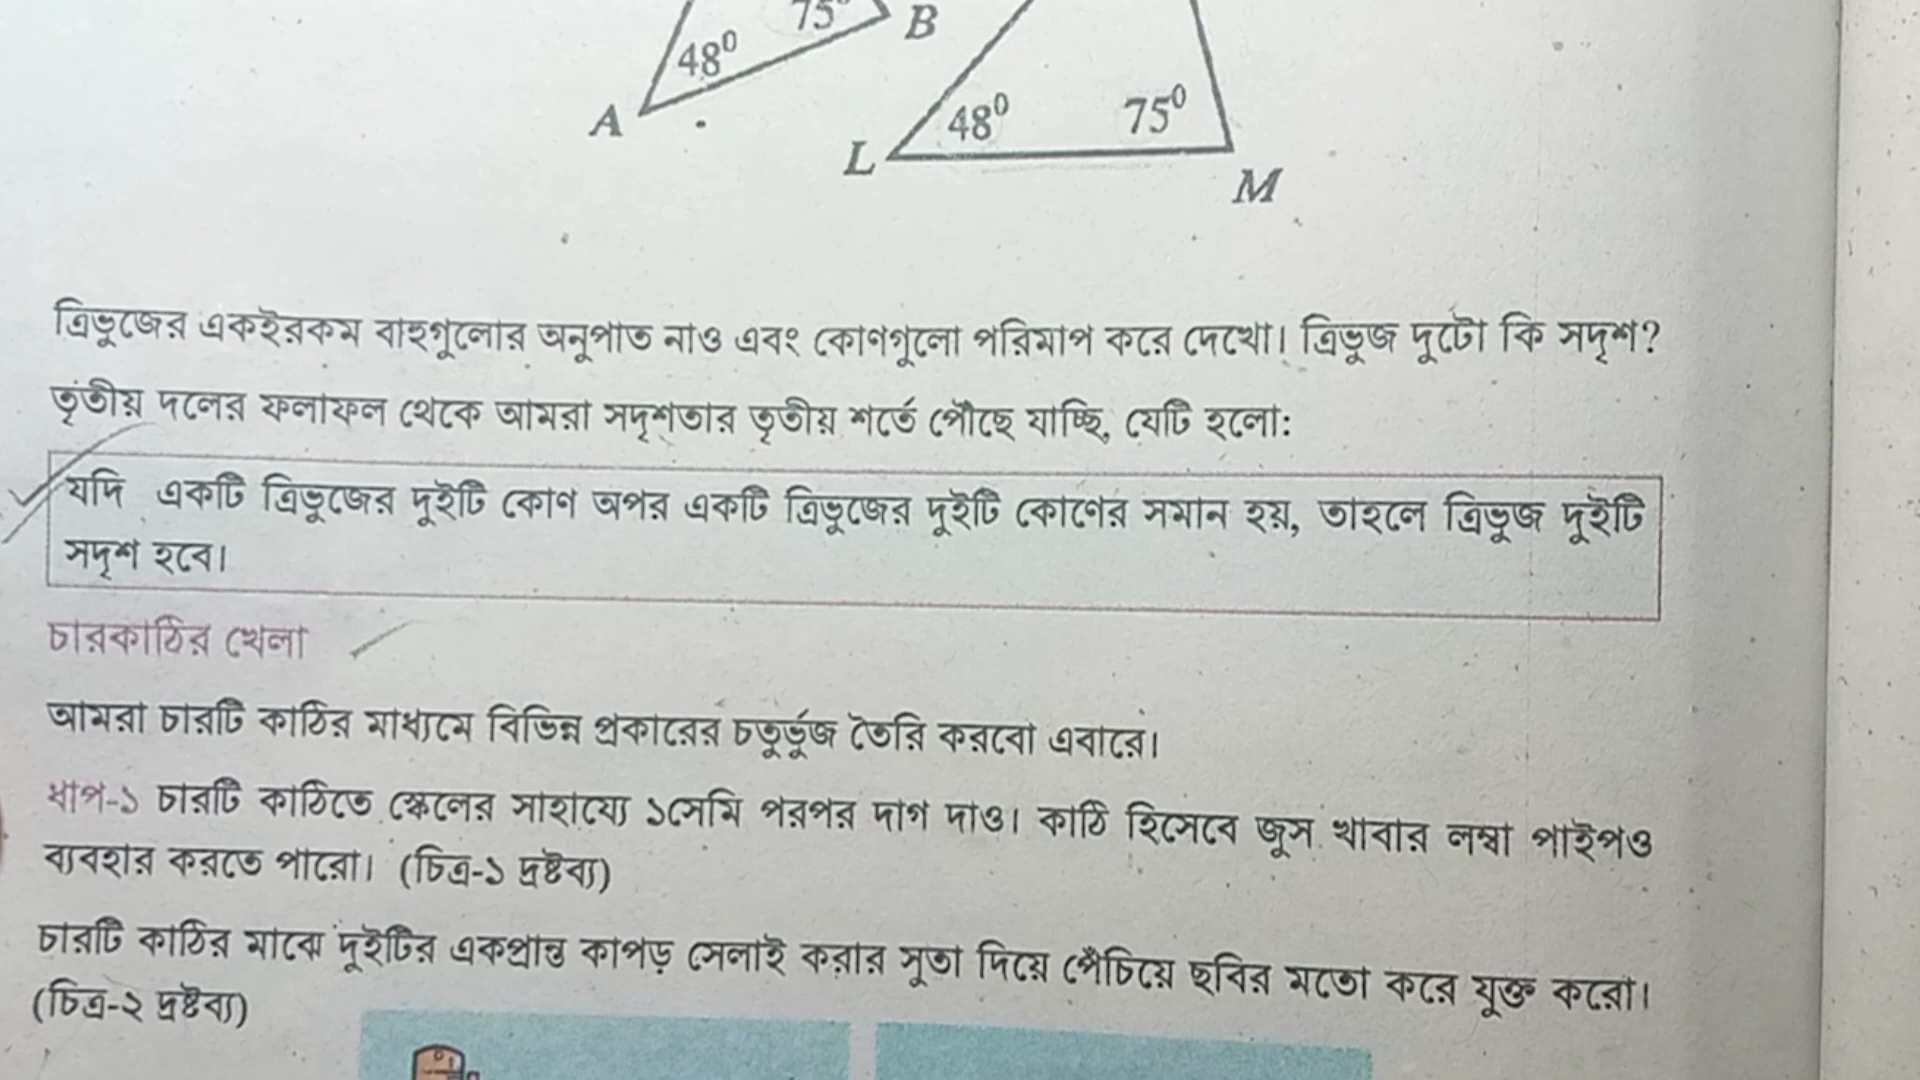 75⁰
B
48⁰
A
48⁰
75⁰
L
M
ত্রিভুজের একইরকম বাহুগুলোর অনুপাত নাও এবং কোণগুলো পরিমাপ করে দেখো। ত্রিভুজ দুটো কি সদৃশ?
তৃতীয় দলের ফলাফল থেকে আমরা সদৃশতার তৃতীয় শর্তে পৌছে যাচ্ছি, যেটি হলো:
যদি একটি ত্রিভুজের দুইটি কোণ অপর একটি ত্রিভুজের দুইটি কোণের সমান হয়, তাহলে ত্রিভুজ দুইটি
সদৃশ হবে।
চারকাঠির খেলা
আমরা চারটি কাঠির মাধ্যমে বিভিন্ন প্রকারের চতুর্ভুজ তৈরি করবো এবারে।
ধাপ-১ চারটি কাঠিতে স্কেলের সাহায্যে ১সেমি পরপর দাগ দাও। কাঠি হিসেবে জুস খাবার লম্বা পাইপও
ব্যবহার করতে পারো। (চিত্র-১ দ্রষ্টব্য)
চারটি কাঠির মাঝে দুইটির একপ্রান্ত কাপড় সেলাই করার সুতা দিয়ে পেঁচিয়ে ছবির মতো করে যুক্ত করো।
(চিত্র-২ দ্রষ্টব্য)